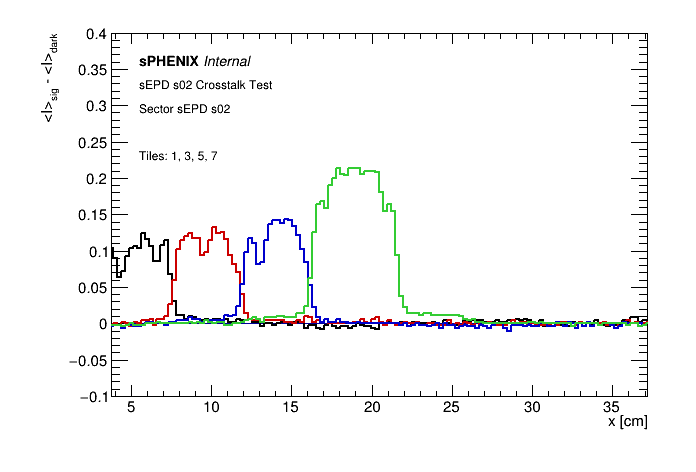 <I>sig - <I>dark
0.4
0.35
0.3
0.25
0.2
0.15
0.1
0.05
0
−0.05
−0.1
sPHENIX Internal
sEPD s02 Crosstalk Test
Sector sEPD s02
Tiles: 1, 3, 5, 7
5 10 15 20 25 30 35
x [cm]